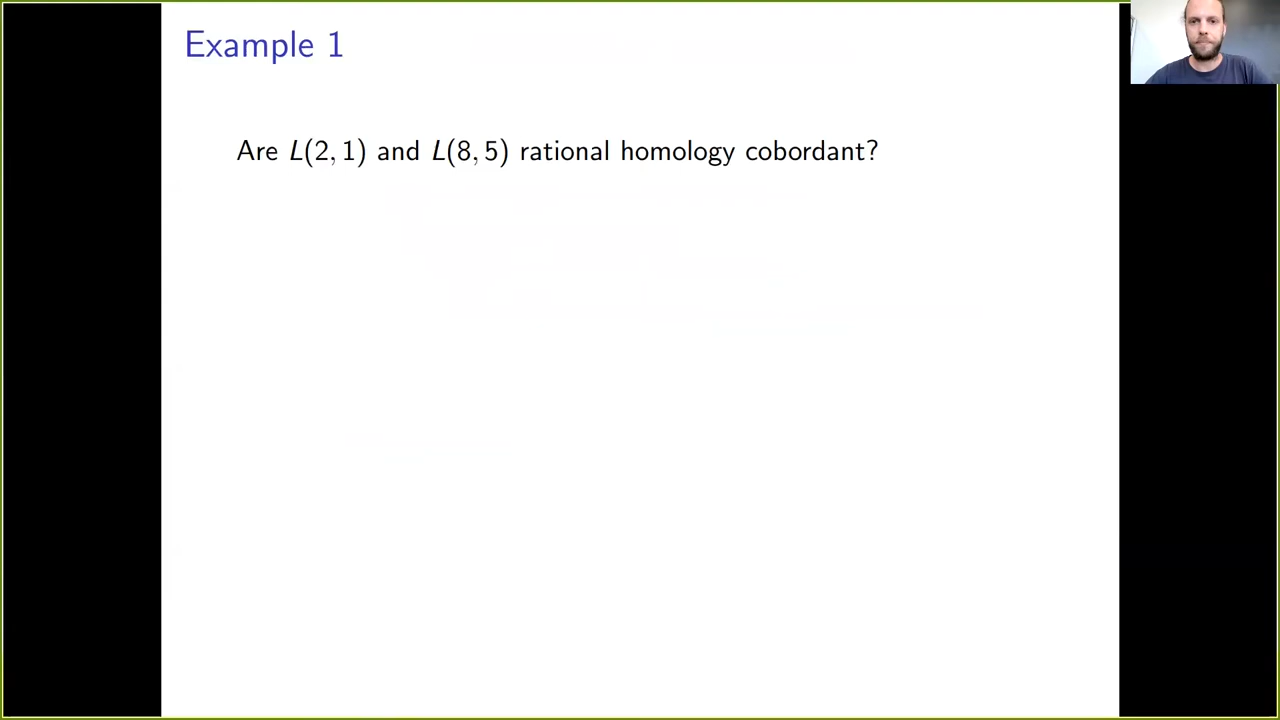 Example 1
Are L(2, 1) and L(8, 5) rational homology cobordant?